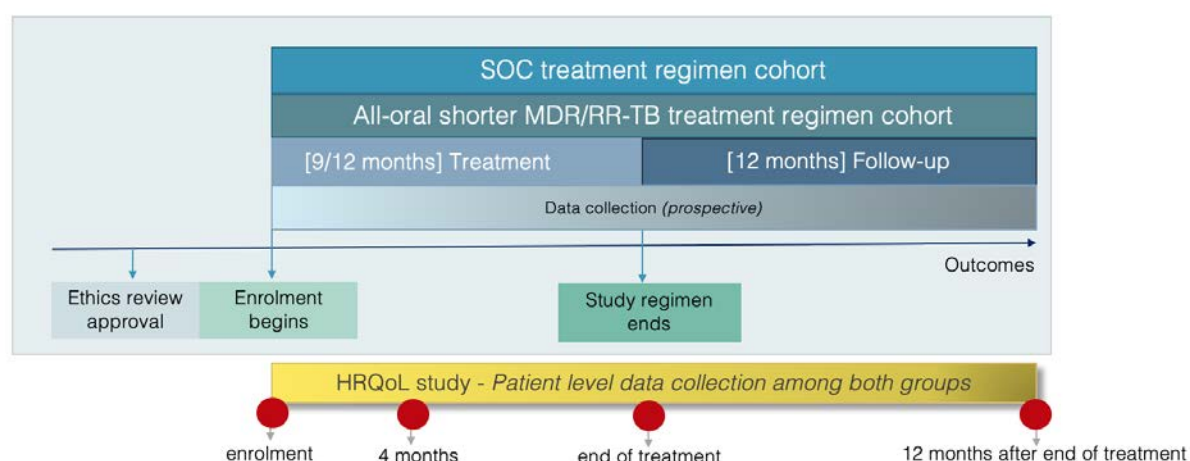 SOC treatment regimen cohort
All-oral shorter MDR/RR-TB treatment regimen cohort
[9/12 months] Treatment
[12 months] Follow-up
Data collection (prospective)
Outcomes
Ethics review
approval
Enrolment
begins
Study regimen
ends
HRQoL study - Patient level data collection among both groups
enrolment
4 months
end of treatment
12 months after end of treatment